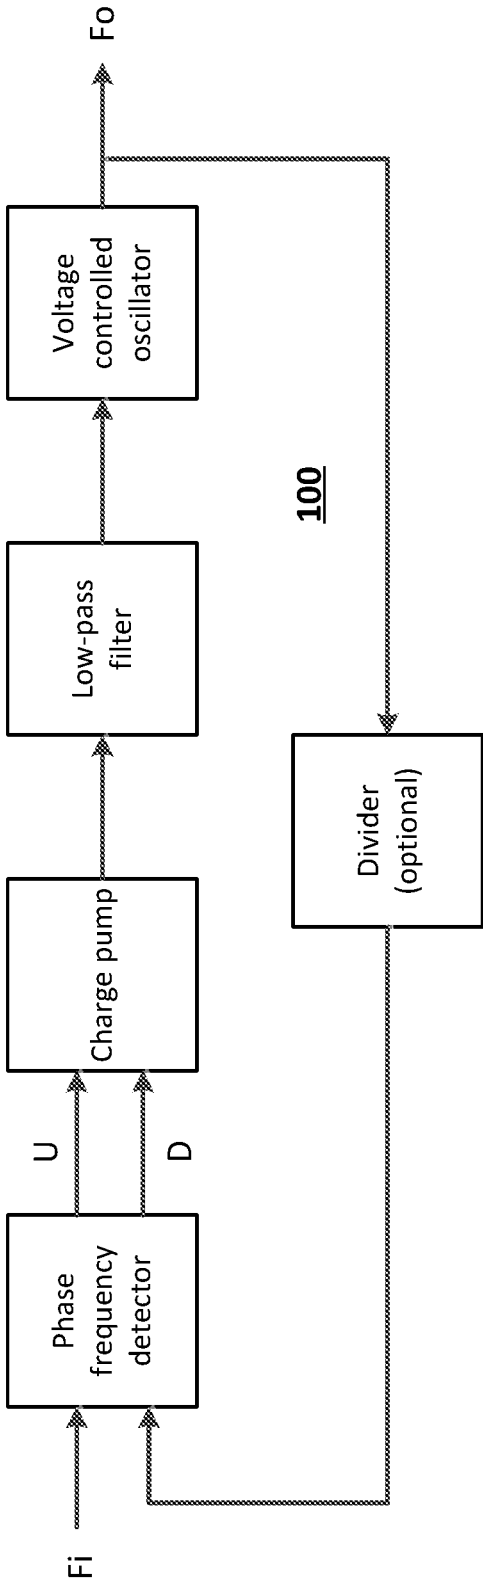 Fi
Phase
frequency
detector
U
D
Charge pump
Low-pass
filter
Voltage
controlled
oscillator
Fo
Divider
(optional)
100